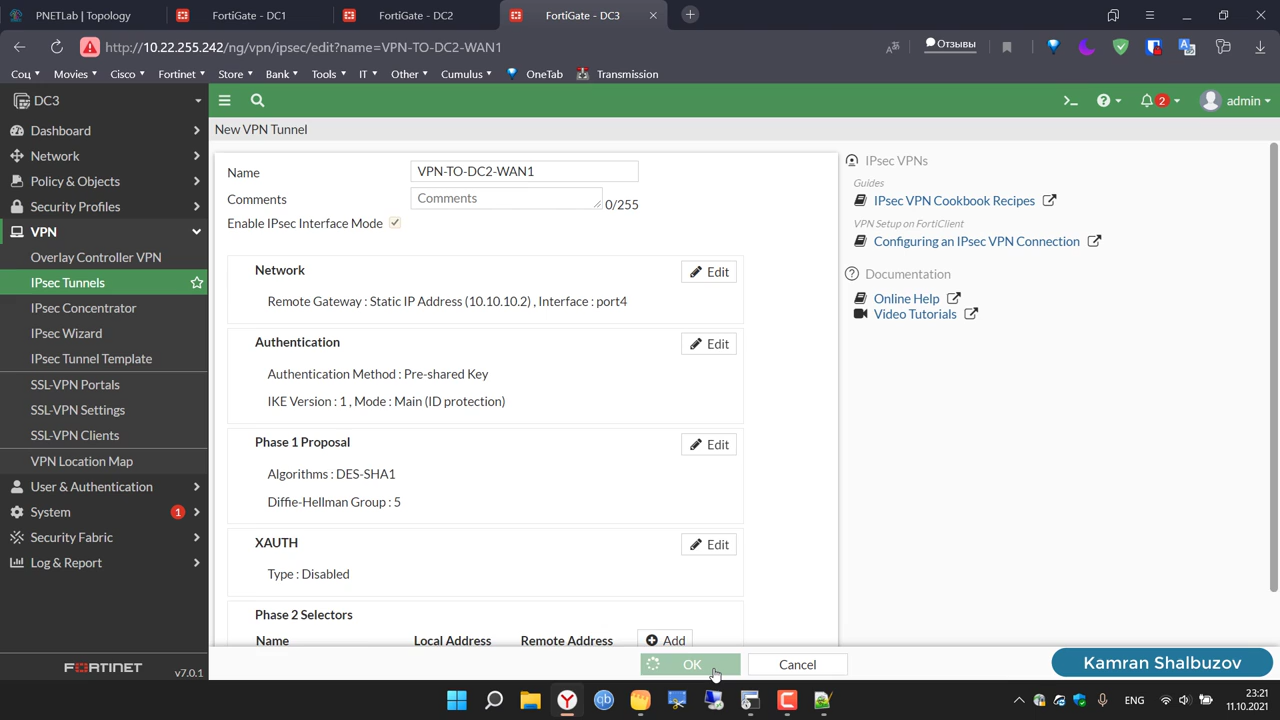 PNETLab | Topology
FortiGate - DC1
FortiGate - DC2
FortiGate - DC3
http://10.22.255.242/ng/vpn/ipsec/edit?name=VPN-TO-DC2-WAN1
Отзывы
Соц
Movies
Cisco
Fortinet
Store
Bank
Tools
IT
Other
Cumulus
OneTab
Transmission
DC3
2
admin
Dashboard
Network
Policy & Objects
Security Profiles
VPN
Overlay Controller VPN
IPsec Tunnels
IPsec Concentrator
IPsec Wizard
IPsec Tunnel Template
SSL-VPN Portals
SSL-VPN Settings
SSL-VPN Clients
VPN Location Map
User & Authentication
System 1
Security Fabric
Log & Report
FORTINET
v7.0.1
New VPN Tunnel
Name VPN-TO-DC2-WAN1
Comments Comments 0/255
Enable IPsec Interface Mode
Network Edit
Remote Gateway : Static IP Address (10.10.10.2) , Interface : port4
Authentication Edit
Authentication Method : Pre-shared Key
IKE Version : 1 , Mode : Main (ID protection)
Phase 1 Proposal Edit
Algorithms : DES-SHA1
Diffie-Hellman Group : 5
XAUTH Edit
Type : Disabled
Phase 2 Selectors
Name Local Address Remote Address Add
OK Cancel
IPsec VPNs
Guides
IPsec VPN Cookbook Recipes
VPN Setup on FortiClient
Configuring an IPsec VPN Connection
Documentation
Online Help
Video Tutorials
Kamran Shalbuzov
qb
ENG
23:21
11.10.2021